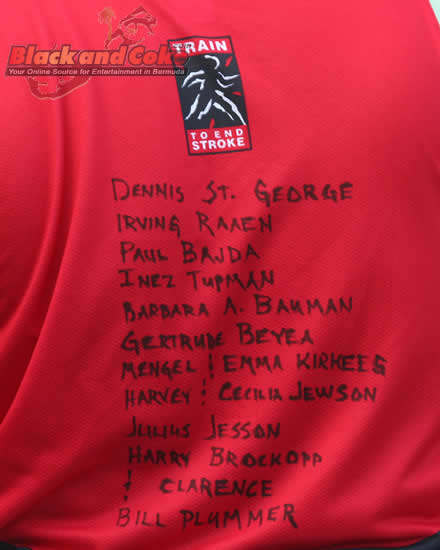 Black and Coke
Your Online Source for Entertainment in Bermuda
TRAIN
TO END
STROKE
DENNIS ST. GEORGE
IRVING RAAEN
PAUL BAJDA
INEZ TUPMAN
BARBARA A. BAUMAN
GERTRUDE BEYEA
MENGEL & EMMA KIRHEES
HARVEY & CECILIA JEWSON
JULIUS JESSON
HARRY BROCKOPP
& CLARENCE
BILL PLUMMER